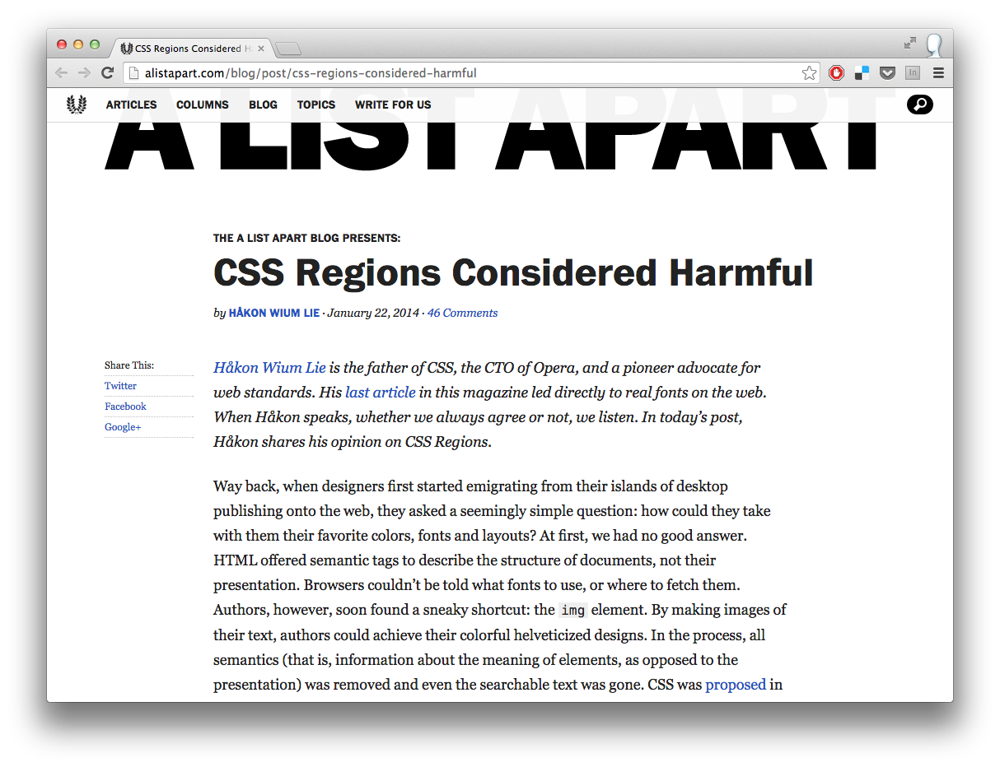 CSS Regions Considered H
alistapart.com/blog/post/css-regions-considered-harmful
In
ARTICLES COLUMNS BLOG TOPICS WRITE FOR US
A LIST APART
THE A LIST APART BLOG PRESENTS:
CSS Regions Considered Harmful
by HÅKON WIUM LIE · January 22, 2014 · 46 Comments
Share This:
Twitter
Facebook
Google+
Håkon Wium Lie is the father of CSS, the CTO of Opera, and a pioneer advocate for
web standards. His last article in this magazine led directly to real fonts on the web.
When Håkon speaks, whether we always agree or not, we listen. In today’s post,
Håkon shares his opinion on CSS Regions.
Way back, when designers first started emigrating from their islands of desktop
publishing onto the web, they asked a seemingly simple question: how could they take
with them their favorite colors, fonts and layouts? At first, we had no good answer.
HTML offered semantic tags to describe the structure of documents, not their
presentation. Browsers couldn’t be told what fonts to use, or where to fetch them.
Authors, however, soon found a sneaky shortcut: the img element. By making images of
their text, authors could achieve their colorful helveticized designs. In the process, all
semantics (that is, information about the meaning of elements, as opposed to the
presentation) was removed and even the searchable text was gone. CSS was proposed in